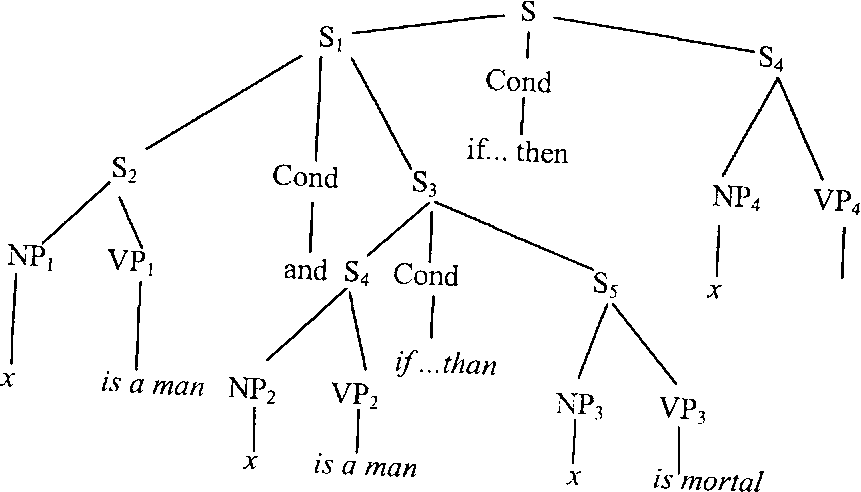 S
S1
S4
Cond
if... then
S2
Cond
S3
NP4
VP4
NP1
VP1
and
S4
Cond
S5
x
x
is a man
NP2
VP2
if ...than
NP3
VP3
x
is a man
x
is mortal